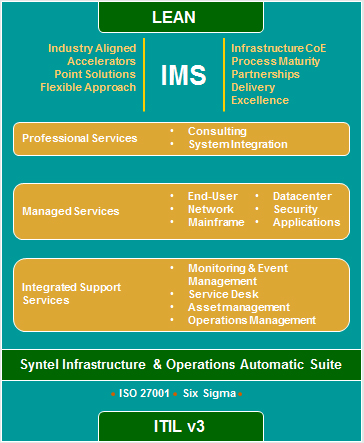 LEAN
Industry Aligned
Accelerators
Point Solutions
Flexible Approach
IMS
Infrastructure CoE
Process Maturity
Partnerships
Delivery
Excellence
Professional Services
• Consulting
• System Integration
Managed Services
• End-User • Datacenter
• Network • Security
• Mainframe • Applications
Integrated Support
Services
• Monitoring & Event
Management
• Service Desk
• Asset management
• Operations Management
Syntel Infrastructure & Operations Automatic Suite
• ISO 27001 • Six Sigma •
ITIL v3